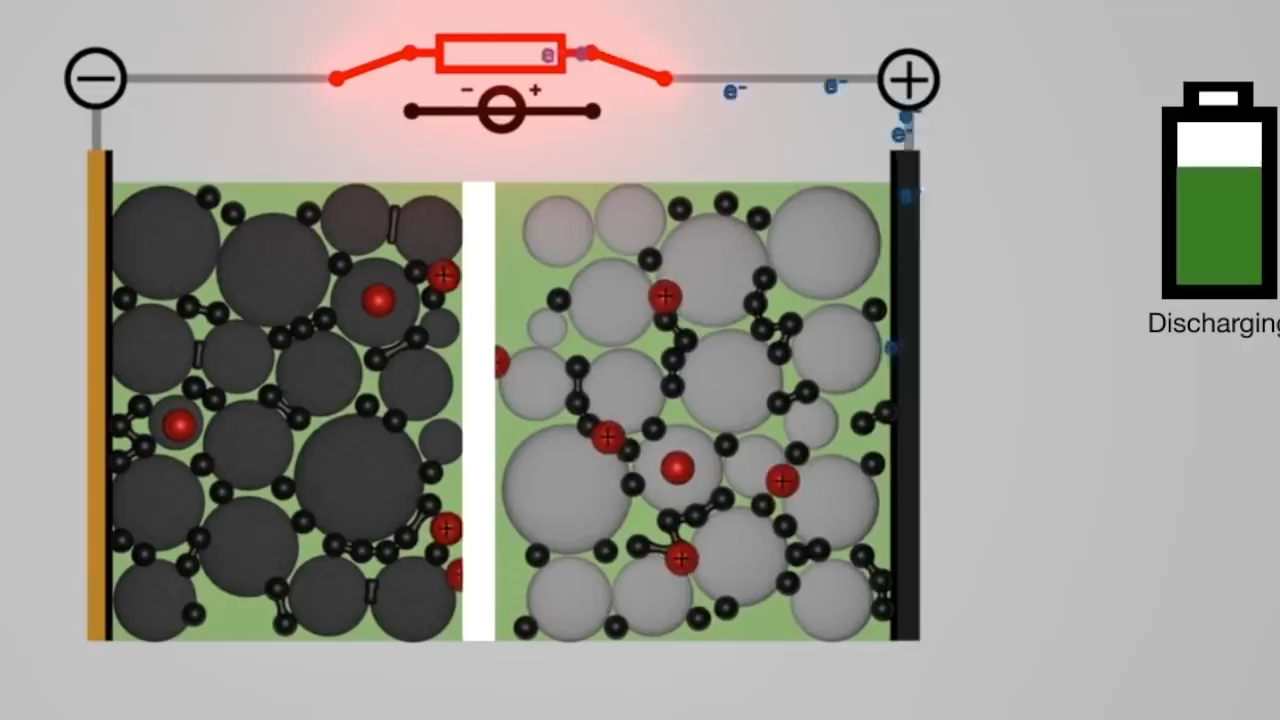 e
e⁻ e⁻
− +
e⁻
Discharging